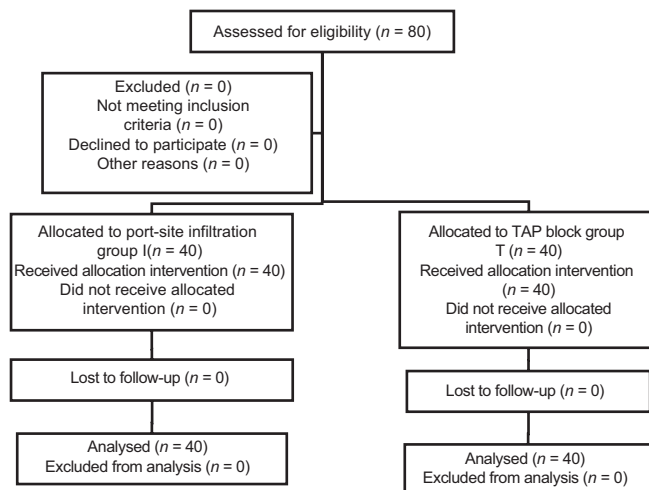 Assessed for eligibility (n = 80)
Excluded (n = 0)
Not meeting inclusion
criteria (n = 0)
Declined to participate (n = 0)
Other reasons (n = 0)
Allocated to port-site infiltration
group I(n = 40)
Received allocation intervention (n = 40)
Did not receive allocated
intervention (n = 0)
Allocated to TAP block group
T (n = 40)
Received allocation intervention
(n = 40)
Did not receive allocated
intervention (n = 0)
Lost to follow-up (n = 0)
Lost to follow-up (n = 0)
Analysed (n = 40)
Excluded from analysis (n = 0)
Analysed (n = 40)
Excluded from analysis (n = 0)